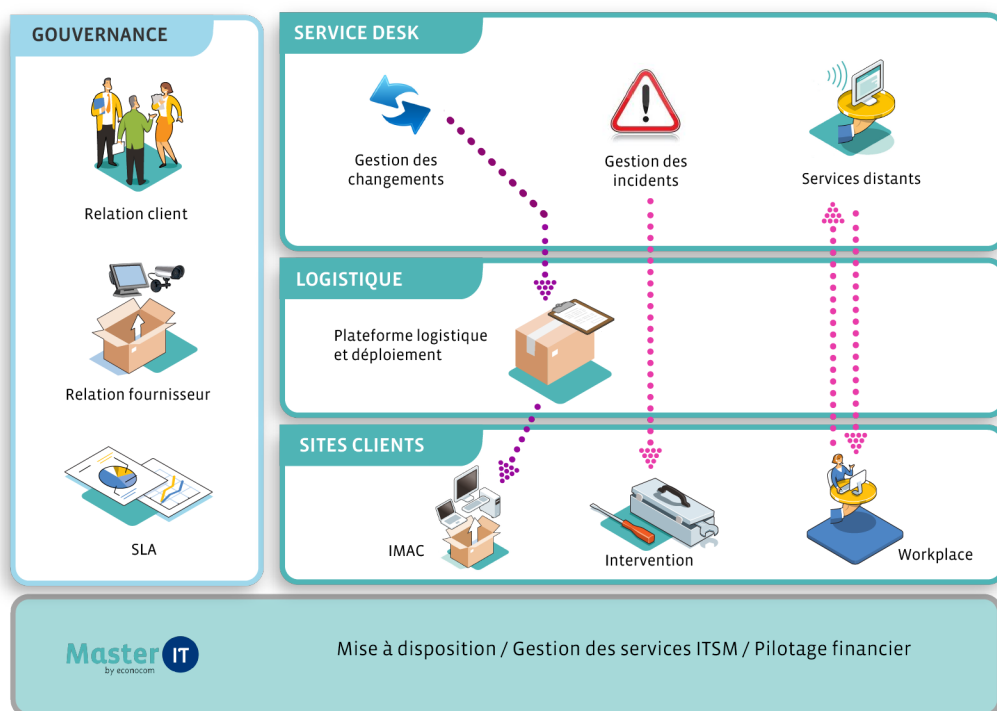 GOUVERNANCE
Relation client
Relation fournisseur
SLA
SERVICE DESK
Gestion des
changements
Gestion des
incidents
Services distants
LOGISTIQUE
Plateforme logistique
et déploiement
SITES CLIENTS
IMAC
Intervention
Workplace
Master IT
by econocom
Mise à disposition / Gestion des services ITSM / Pilotage financier